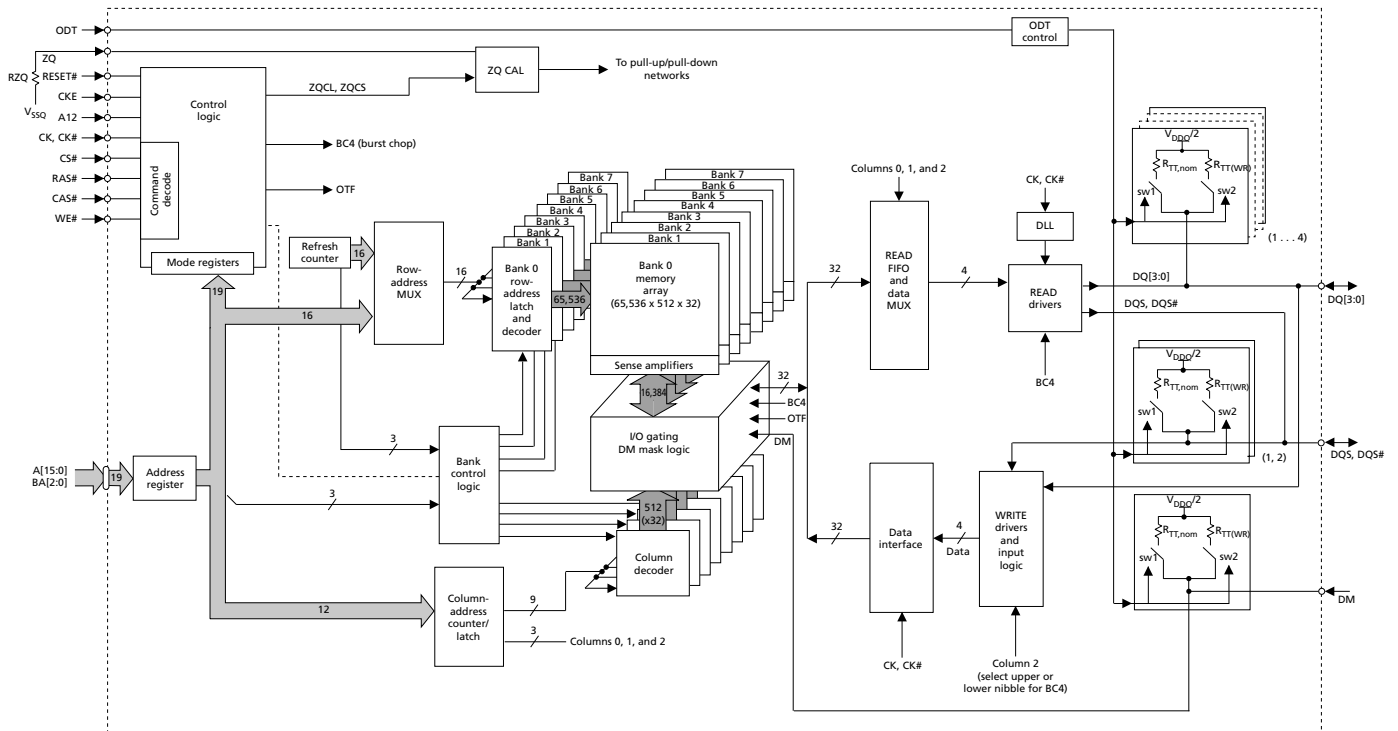 ODT
ODT
control
ZQ
RZQ
RESET#
ZQ CAL
To pull-up/pull-down
networks
ZQCL, ZQCS
CKE
VSSQ
A12
Control
logic
CK, CK#
BC4 (burst chop)
CS#
RAS#
OTF
CAS#
WE#
Command
decode
Mode registers
Refresh
counter
16
Row-
address
MUX
16
19
16
Bank 7
Bank 6
Bank 5
Bank 4
Bank 3
Bank 2
Bank 1
Bank 0
row-
address
latch
and
decoder
65,536
Bank 7
Bank 6
Bank 5
Bank 4
Bank 3
Bank 2
Bank 1
Bank 0
memory
array
(65,536 x 512 x 32)
Sense amplifiers
16,384
32
BC4
OTF
DM
I/O gating
DM mask logic
Columns 0, 1, and 2
32
READ
FIFO
and
data
MUX
4
CK, CK#
DLL
READ
drivers
BC4
VDDQ/2
RTT,nom
RTT(WR)
sw1
sw2
(1 . . . 4)
DQ[3:0]
DQ[3:0]
DQS, DQS#
VDDQ/2
RTT,nom
RTT(WR)
sw1
sw2
(1, 2)
DQS, DQS#
A[15:0]
BA[2:0]
19
Address
register
3
3
Bank
control
logic
512
(x32)
Column
decoder
12
Column-
address
counter/
latch
9
3
Columns 0, 1, and 2
32
Data
interface
4
Data
WRITE
drivers
and
input
logic
CK, CK#
Column 2
(select upper or
lower nibble for BC4)
VDDQ/2
RTT,nom
RTT(WR)
sw1
sw2
DM